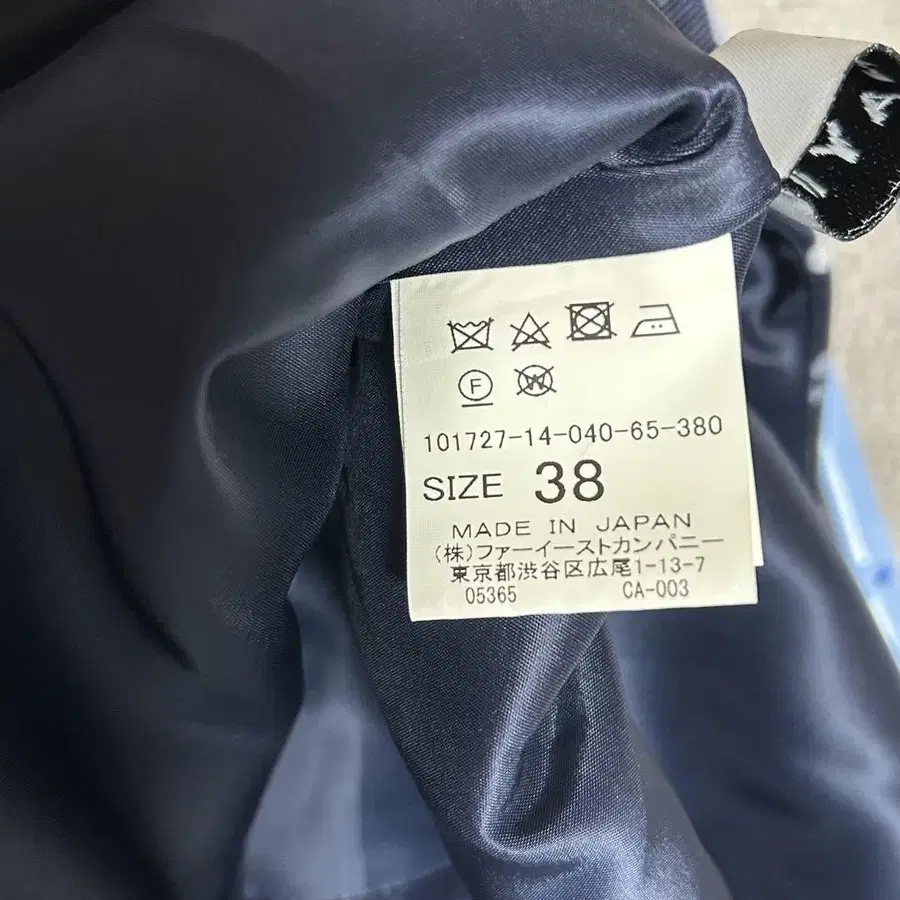 F
W
101727-14-040-65-380
SIZE 38
MADE IN JAPAN
(株)ファーイーストカンパニー
東京都渋谷区広尾1-13-7
05365 CA-003